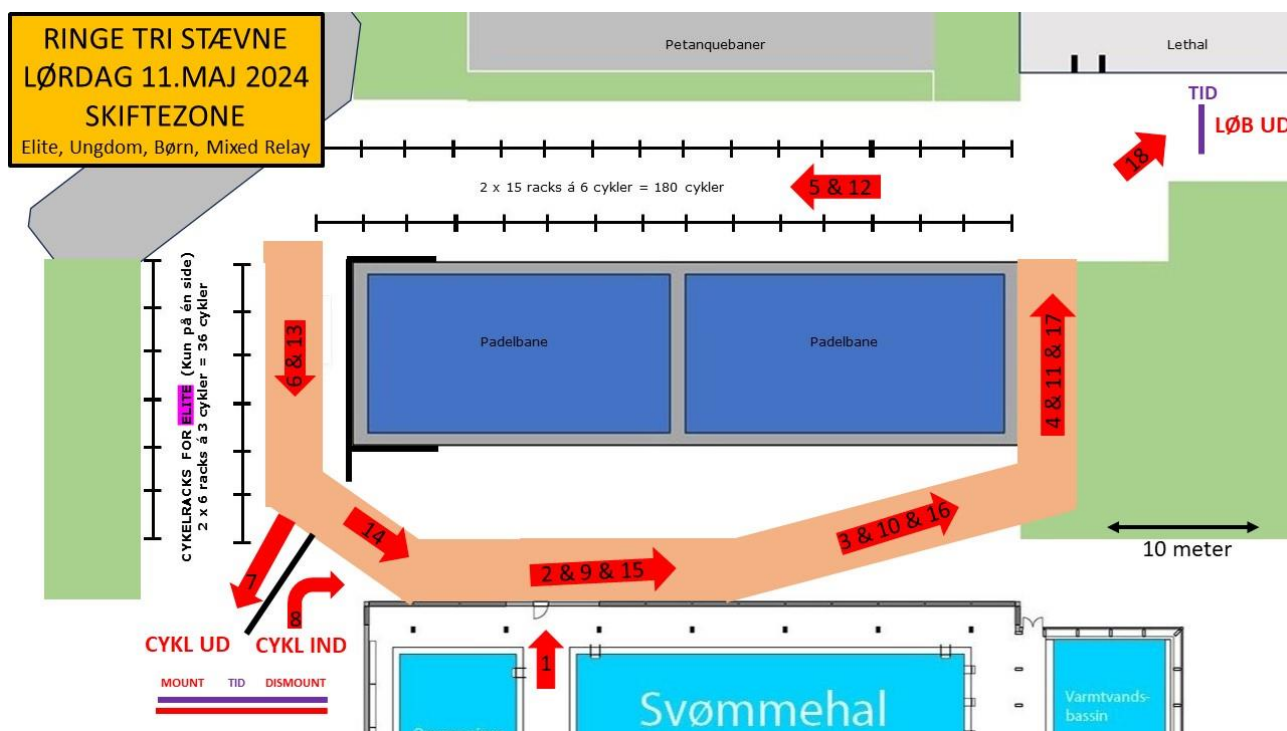 RINGE TRI STÆVNE
LØRDAG 11.MAJ 2024
SKIFTEZONE
Elite, Ungdom, Børn, Mixed Relay
Petanquebaner
Lethal
TID
LØB UD
18
2 x 15 racks á 6 cykler = 180 cykler
5 & 12
CYKELRACKS FOR ELITE (Kun på én side)
2 x 6 racks á 3 cykler = 36 cykler
6 & 13
Padelbane
Padelbane
4 & 11 & 17
14
3 & 10 & 16
10 meter
7
2 & 9 & 15
8
CYKL UD
CYKL IND
1
MOUNT
TID
DISMOUNT
Svømmehal
Varmtvands-
bassin